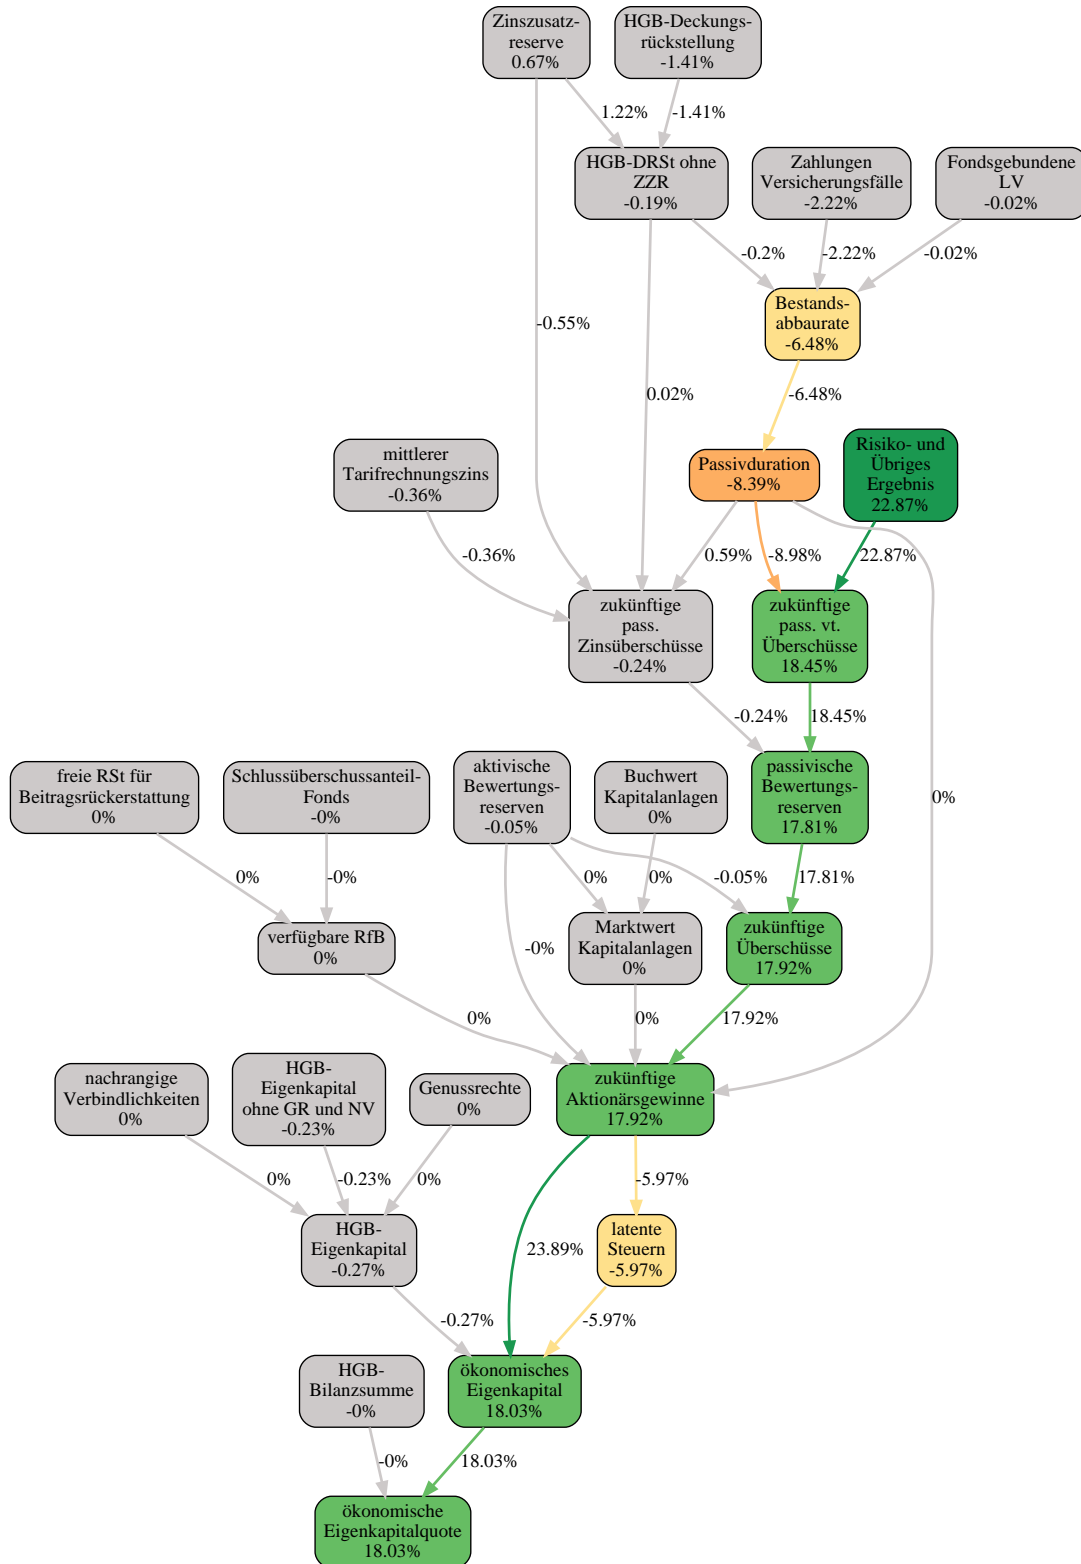 Zinszusatz-
reserve
0.67%
HGB-Deckungs-
rückstellung
-1.41%
1.22%
-1.41%
HGB-DRSt ohne
ZZR
-0.19%
Zahlungen
Versicherungsfälle
-2.22%
Fondsgebundene
LV
-0.02%
-0.2%
-2.22%
-0.02%
Bestands-
abbaurate
-6.48%
-0.55%
0.02%
-6.48%
mittlerer
Tarifrechnungszins
-0.36%
Passivduration
-8.39%
Risiko- und
Übriges
Ergebnis
22.87%
-0.36%
0.59%
-8.98%
22.87%
zukünftige
pass.
Zinsüberschüsse
-0.24%
zukünftige
pass. vt.
Überschüsse
18.45%
-0.24%
18.45%
freie RSt für
Beitragsrückerstattung
0%
Schlussüberschussanteil-
Fonds
-0%
aktivische
Bewertungs-
reserven
-0.05%
Buchwert
Kapitalanlagen
0%
passivische
Bewertungs-
reserven
17.81%
0%
0%
-0%
0%
0%
-0.05%
17.81%
verfügbare RfB
0%
-0%
Marktwert
Kapitalanlagen
0%
zukünftige
Überschüsse
17.92%
0%
0%
17.92%
nachrangige
Verbindlichkeiten
0%
HGB-
Eigenkapital
ohne GR und NV
-0.23%
Genussrechte
0%
zukünftige
Aktionärsgewinne
17.92%
0%
-0.23%
0%
-5.97%
HGB-
Eigenkapital
-0.27%
23.89%
latente
Steuern
-5.97%
-0.27%
-5.97%
HGB-
Bilanzsumme
-0%
ökonomisches
Eigenkapital
18.03%
-0%
18.03%
ökonomische
Eigenkapitalquote
18.03%